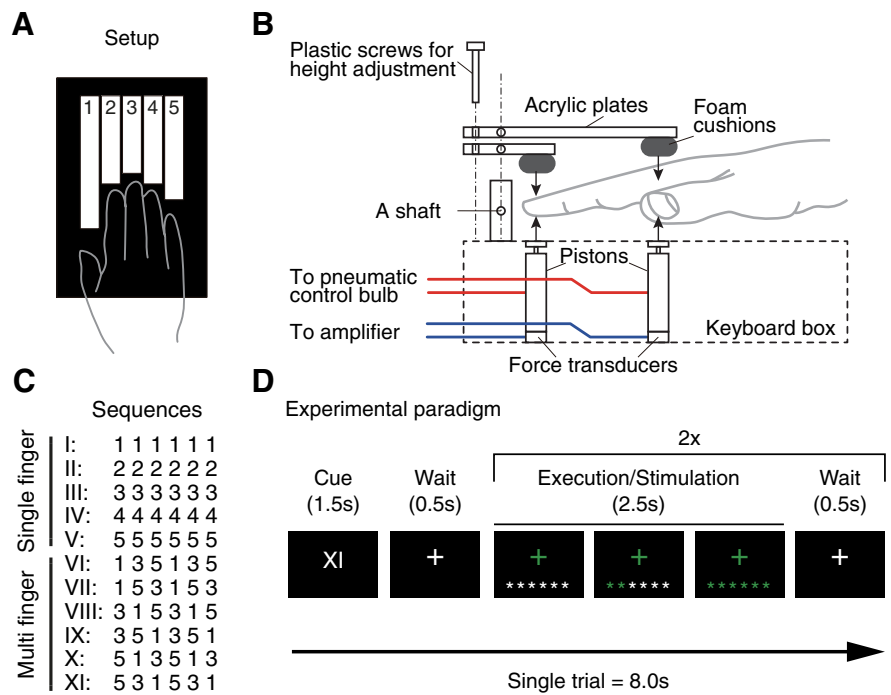 A
Setup
1 2 3 4 5
B
Plastic screws for
height adjustment
Acrylic plates
Foam
cushions
A shaft
Pistons
To pneumatic
control bulb
To amplifier
Keyboard box
Force transducers
C
Sequences
Single finger
I: 1 1 1 1 1 1
II: 2 2 2 2 2 2
III: 3 3 3 3 3 3
IV: 4 4 4 4 4 4
V: 5 5 5 5 5 5
Multi finger
VI: 1 3 5 1 3 5
VII: 1 5 3 1 5 3
VIII: 3 1 5 3 1 5
IX: 3 5 1 3 5 1
X: 5 1 3 5 1 3
XI: 5 3 1 5 3 1
D
Experimental paradigm
2x
Cue
(1.5s)
Wait
(0.5s)
Execution/Stimulation
(2.5s)
Wait
(0.5s)
XI
+
+
******
+
******
+
******
+
Single trial = 8.0s